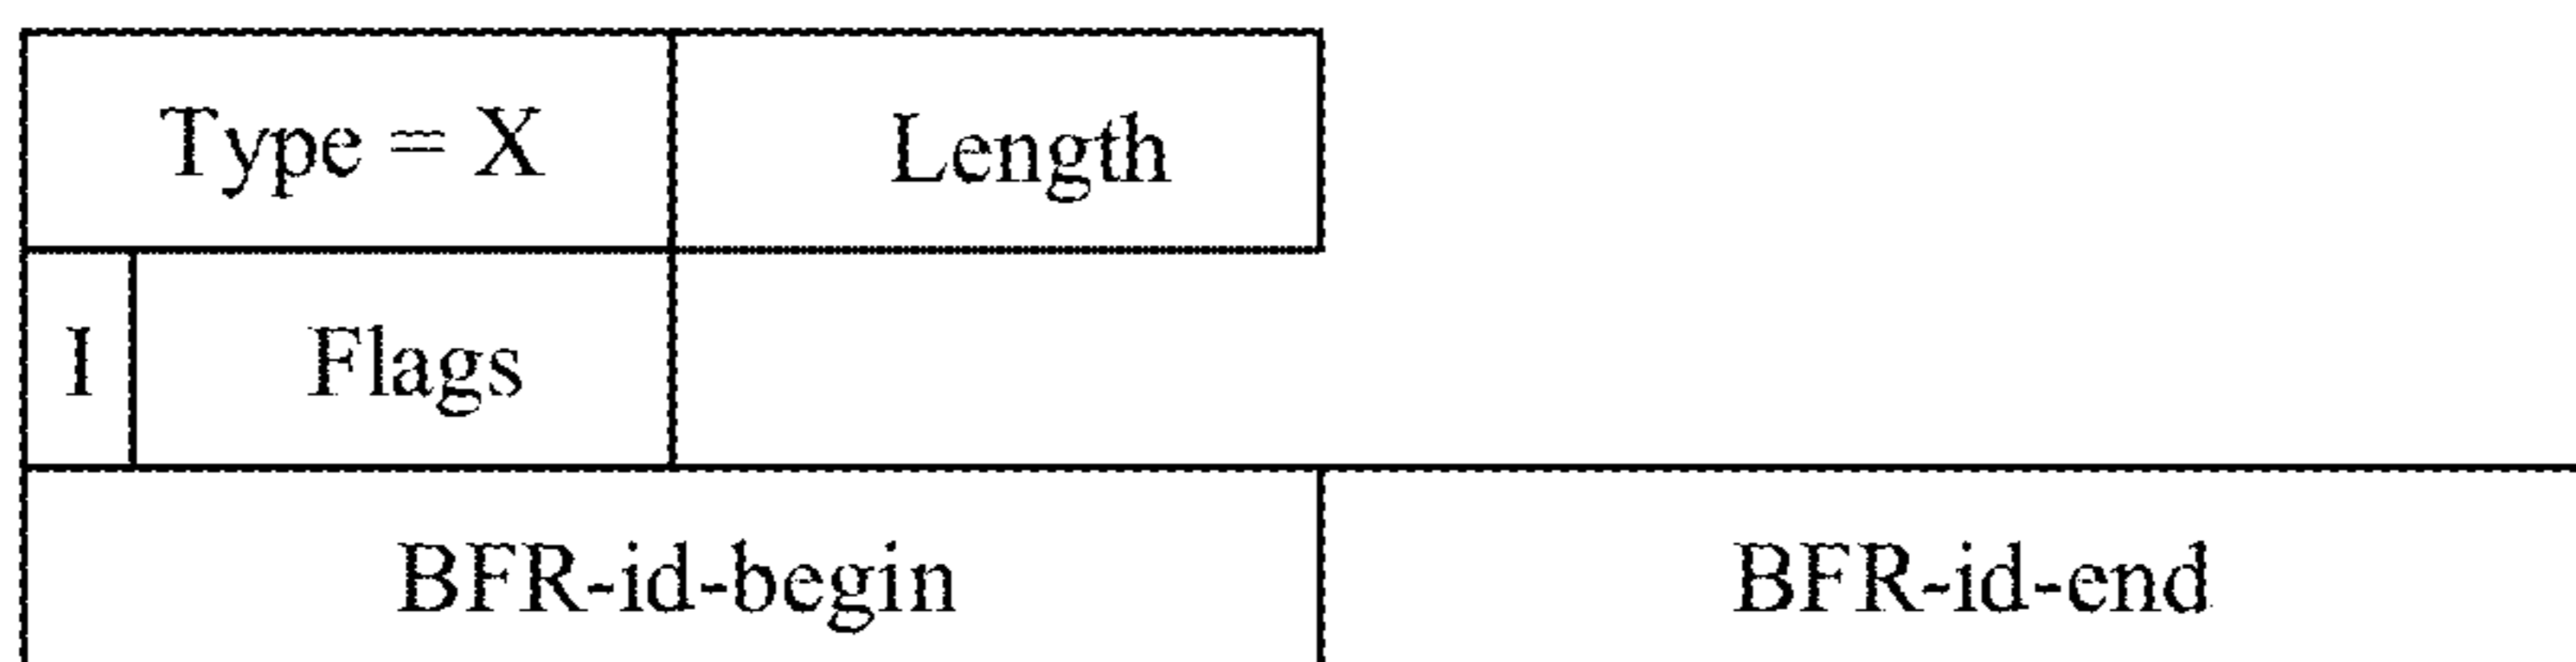 Type = X Length
I Flags
BFR-id-begin BFR-id-end